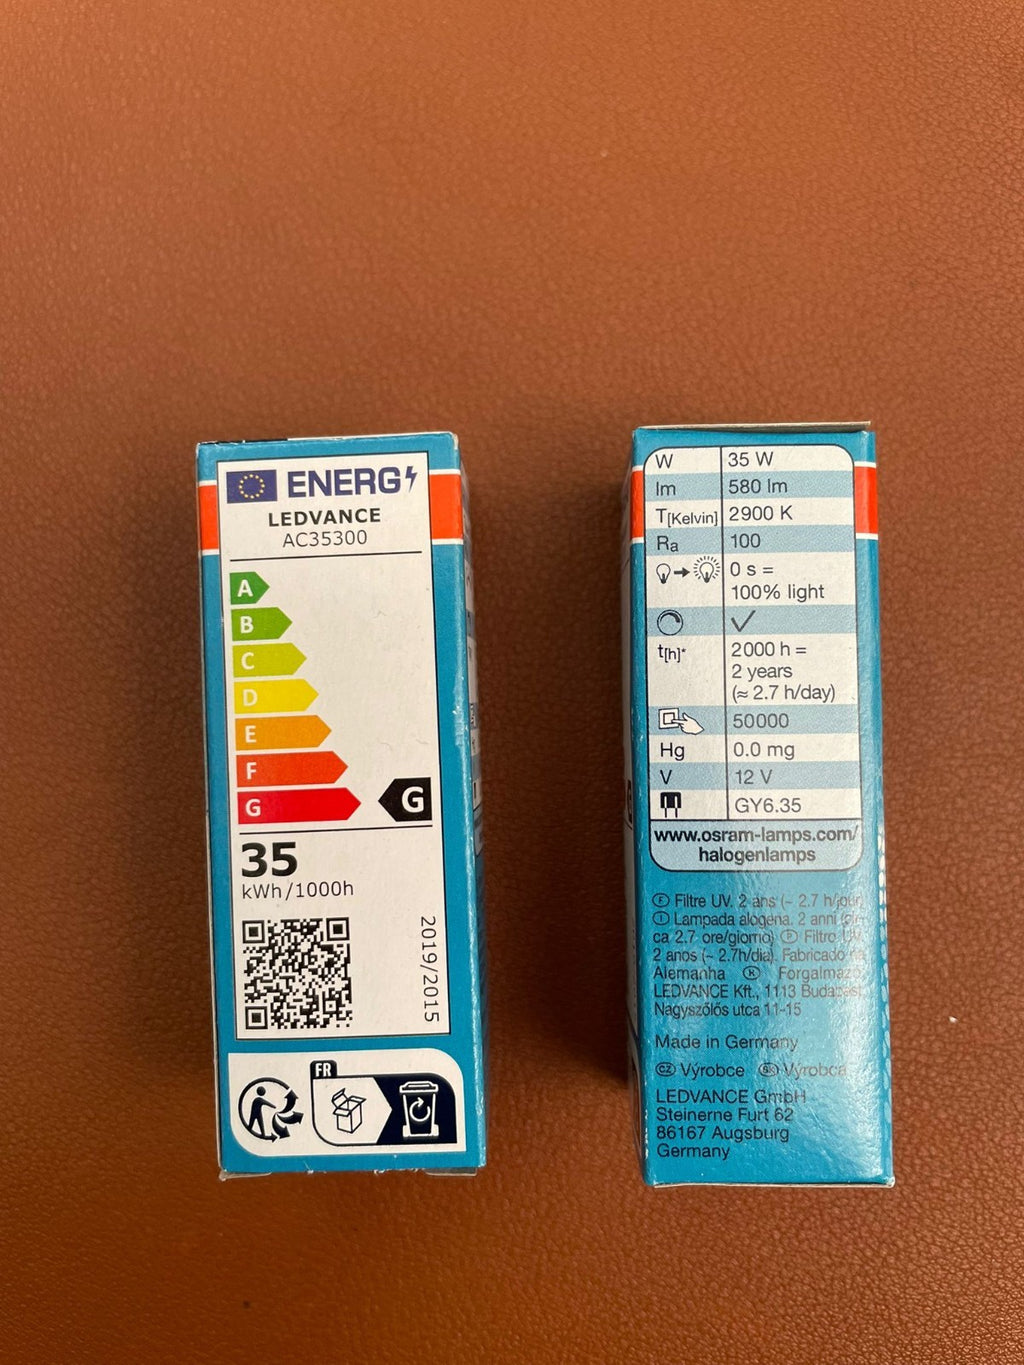 ENERG
LEDVANCE
AC35300
A
B
C
D
E
F
G
G
35
kWh/1000h
2019/2015
FR
W 35 W
lm 580 lm
T[Kelvin] 2900 K
Ra 100
0 s =
100% light
t[h]* 2000 h =
2 years
(≈ 2.7 h/day)
50000
Hg 0.0 mg
V 12 V
GY6.35
www.osram-lamps.com/
halogenlamps
F Filtre UV. 2 ans (~ 2.7 h/jour)
I Lampada alogena. 2 anni (cir-
ca 2.7 ore/giorno) P Filtro UV.
2 anos (~ 2.7h/dia). Fabricado na
Alemanha H Forgalmazó:
LEDVANCE Kft., 1113 Budapest,
Nagyszőlős utca 11-15
Made in Germany
CZ Výrobce SK Výrobca
LEDVANCE GmbH
Steinerne Furt 62
86167 Augsburg
Germany